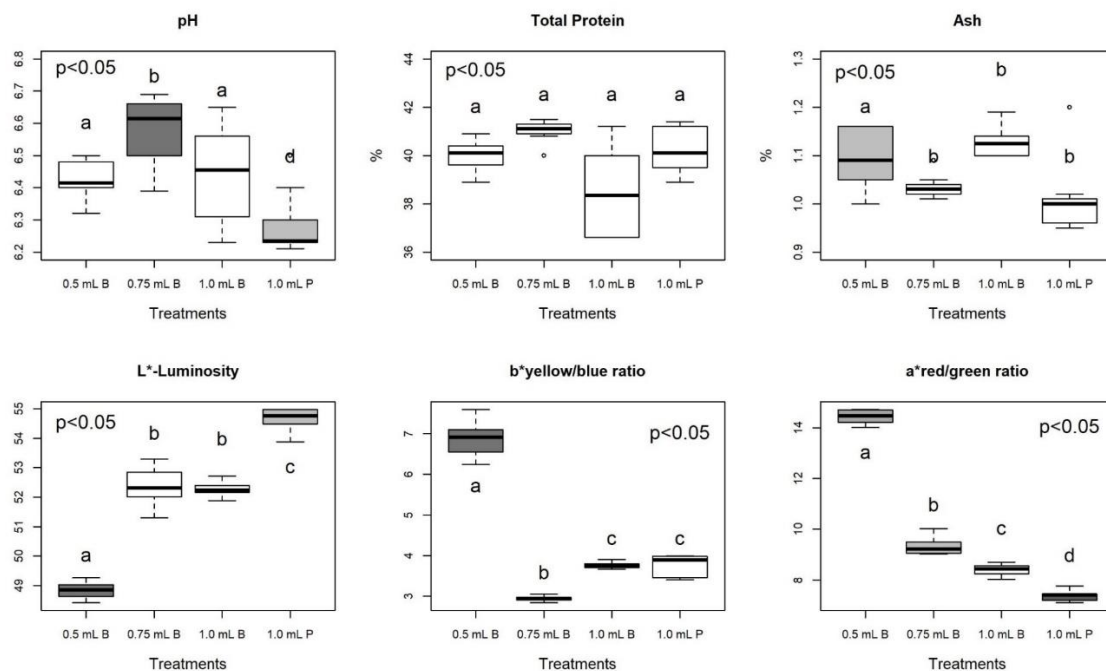 pH
p<0.05
a
b
a
d
6.2 6.3 6.4 6.5 6.6 6.7 6.8
0.5 mL B 0.75 mL B 1.0 mL B 1.0 mL P
Treatments
Total Protein
p<0.05
a
a
a
a
%
36 38 40 42
0.5 mL B 0.75 mL B 1.0 mL B 1.0 mL P
Treatments
Ash
p<0.05
a
b
b
b
%
0.9 1.0 1.1 1.2 1.3
0.5 mL B 0.75 mL B 1.0 mL B 1.0 mL P
Treatments
L*-Luminosity
p<0.05
a
b
b
c
49 50 51 52 53 54 55
0.5 mL B 0.75 mL B 1.0 mL B 1.0 mL P
Treatments
b*yellow/blue ratio
p<0.05
a
b
c
c
3 4 5 6 7
0.5 mL B 0.75 mL B 1.0 mL B 1.0 mL P
Treatments
a*red/green ratio
p<0.05
a
b
c
d
8 10 12 14
0.5 mL B 0.75 mL B 1.0 mL B 1.0 mL P
Treatments